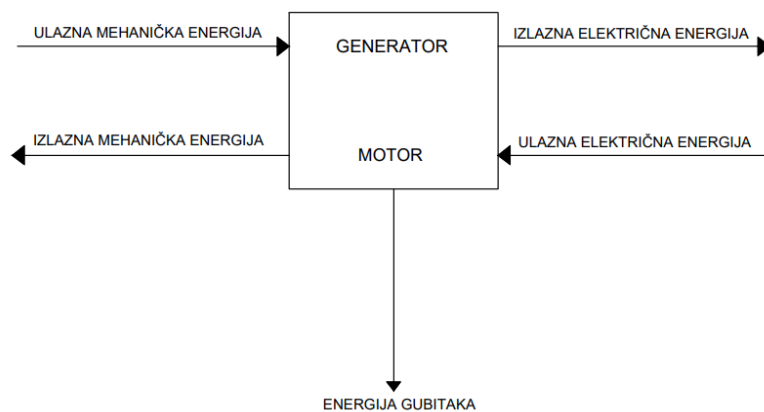 ULAZNA MEHANIČKA ENERGIJA
GENERATOR
IZLAZNA ELEKTRIČNA ENERGIJA
IZLAZNA MEHANIČKA ENERGIJA
MOTOR
ULAZNA ELEKTRIČNA ENERGIJA
ENERGIJA GUBITAKA